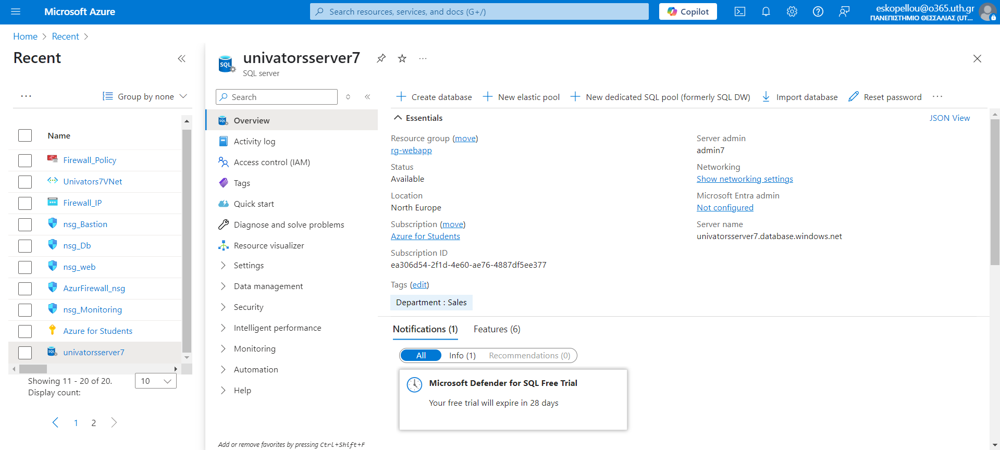 Microsoft Azure
Search resources, services, and docs (G+/)
Copilot
eskopellou@o365.uth.gr
ΠΑΝΕΠΙΣΤΗΜΙΟ ΘΕΣΣΑΛΙΑΣ (UT...
Home
Recent
Recent
...
Group by none
Name
Firewall_Policy
Univators7VNet
Firewall_IP
nsg_Bastion
nsg_Db
nsg_web
AzurFirewall_nsg
nsg_Monitoring
Azure for Students
univatorsserver7
Showing 11 - 20 of 20.
Display count:
10
1
2
univatorsserver7
...
SQL server
Search
Overview
Activity log
Access control (IAM)
Tags
Quick start
Diagnose and solve problems
Resource visualizer
Settings
Data management
Security
Intelligent performance
Monitoring
Automation
Help
Add or remove favorites by pressing Ctrl+Shift+F
Create database
New elastic pool
New dedicated SQL pool (formerly SQL DW)
Import database
Reset password
...
Essentials
JSON View
Resource group (move)
rg-webapp
Status
Available
Location
North Europe
Subscription (move)
Azure for Students
Subscription ID
ea306d54-2f1d-4e60-ae76-4887df5ee377
Server admin
admin7
Networking
Show networking settings
Microsoft Entra admin
Not configured
Server name
univatorsserver7.database.windows.net
Tags (edit)
Department : Sales
Notifications (1)
Features (6)
All
Info (1)
Recommendations (0)
Microsoft Defender for SQL Free Trial
Your free trial will expire in 28 days